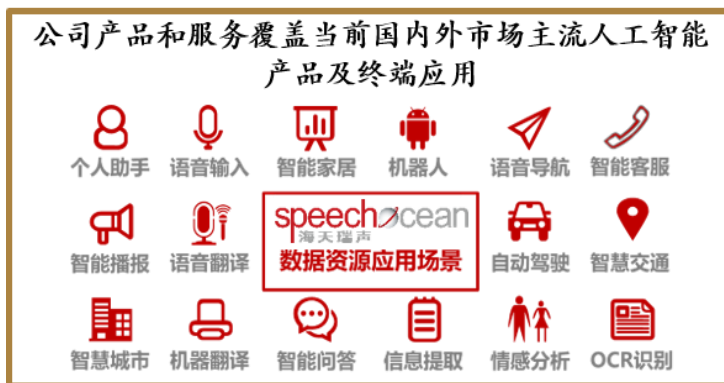 公司产品和服务覆盖当前国内外市场主流人工智能
产品及终端应用
个人助手 语音输入 智能家居 机器人 语音导航 智能客服
speechocean
海天瑞声
智能播报 语音翻译 数据资源应用场景 自动驾驶 智慧交通
智慧城市 机器翻译 智能问答 信息提取 情感分析 OCR识别